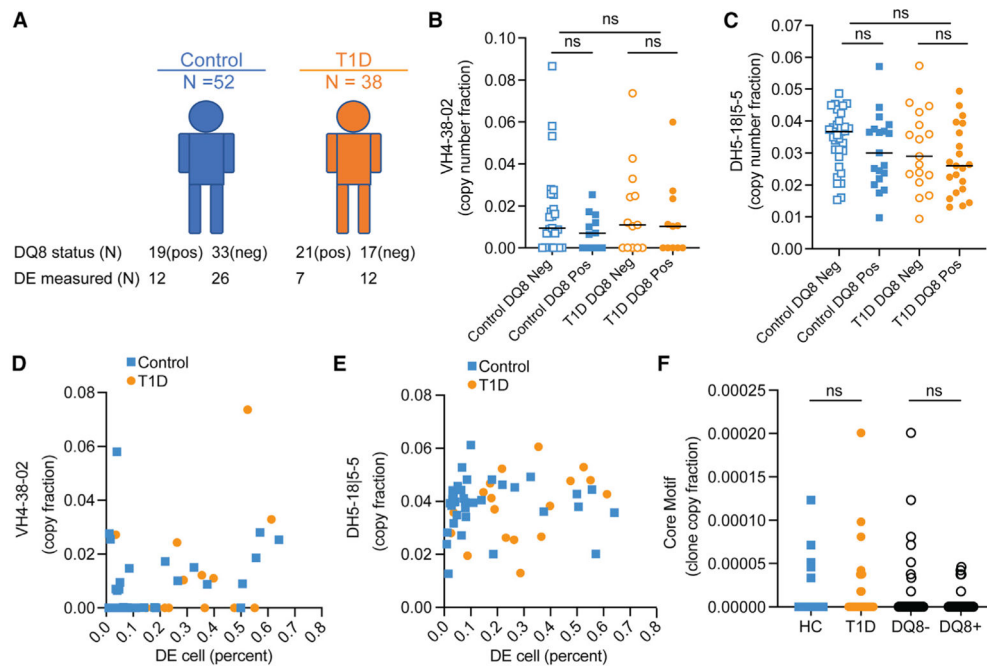 A
Control T1D
N =52 N = 38
DQ8 status (N) 19(pos) 33(neg) 21(pos) 17(neg)
DE measured (N) 12 26 7 12
B
VH4-38-02
(copy number fraction)
0.10
0.08
0.06
0.04
0.02
0.00
ns
ns ns
Control DQ8 Neg
Control DQ8 Pos
T1D DQ8 Neg
T1D DQ8 Pos
C
DH5-18|5-5
(copy number fraction)
0.07
0.06
0.05
0.04
0.03
0.02
0.01
0.00
ns
ns ns
Control DQ8 Neg
Control DQ8 Pos
T1D DQ8 Neg
T1D DQ8 Pos
D
Control
T1D
VH4-38-02
(copy fraction)
0.08
0.06
0.04
0.02
0.00
0.0 0.1 0.2 0.3 0.4 0.5 0.6 0.7 0.8
DE cell (percent)
E
Control
T1D
DH5-18|5-5
(copy fraction)
0.08
0.06
0.04
0.02
0.00
0.0 0.1 0.2 0.3 0.4 0.5 0.6 0.7 0.8
DE cell (percent)
F
Core Motif
(clone copy fraction)
0.00025
0.00020
0.00015
0.00010
0.00005
0.00000
ns ns
HC T1D DQ8- DQ8+